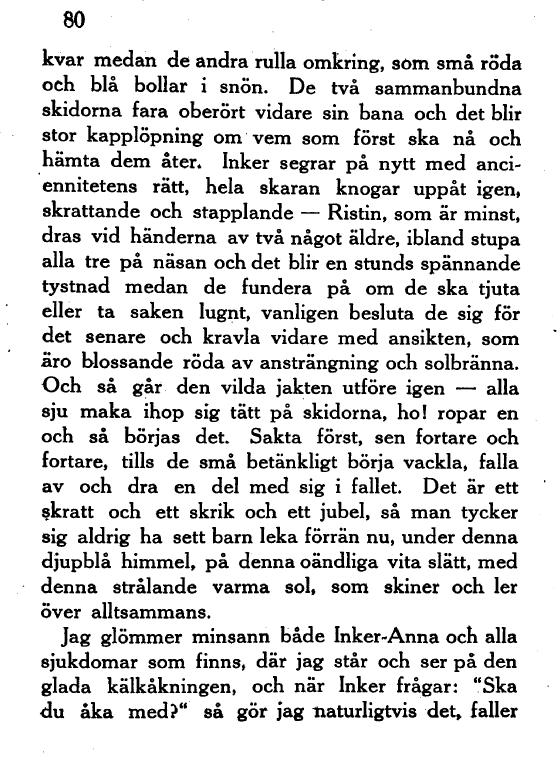 80
kvar medan de andra rulla omkring, som små röda
och blå bollar i snön. De två sammanbundna
skidorna fara oberört vidare sin bana och det blir
stor kapplöpning om vem som först ska nå och
hämta dem åter. Inker segrar på nytt med anci-
ennitetens rätt, hela skaran knogar uppåt igen,
skrattande och stapplande — Ristin, som är minst,
dras vid händerna av två något äldre, ibland stupa
alla tre på näsan och det blir en stunds spännande
tystnad medan de fundera på om de ska tjuta
eller ta saken lugnt, vanligen besluta de sig för
det senare och kravla vidare med ansikten, som
äro blossande röda av ansträngning och solbränna.
Och så går den vilda jakten utföre igen — alla
sju maka ihop sig tätt på skidorna, ho! ropar en
och så börjas det. Sakta först, sen fortare och
fortare, tills de små betänkligt börja vackla, falla
av och dra en del med sig i fallet. Det är ett
skratt och ett skrik och ett jubel, så man tycker
sig aldrig ha sett barn leka förrän nu, under denna
djupblå himmel, på denna oändliga vita slätt, med
denna strålande varma sol, som skiner och ler
över alltsammans.
Jag glömmer minsann både Inker-Anna och alla
sjukdomar som finns, där jag står och ser på den
glada kälkåkningen, och när Inker frågar: "Ska
du åka med?" så gör jag naturligtvis det, faller